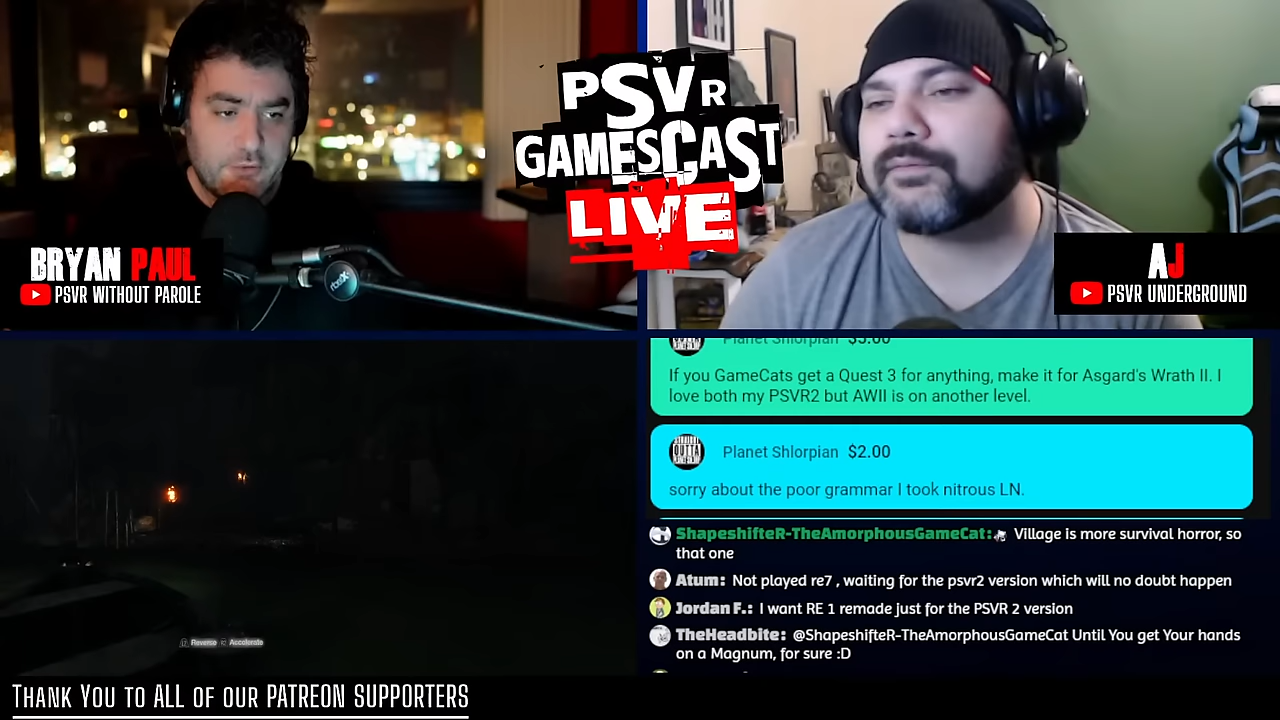 PSVR
GAMESCAST
LIVE
BRYAN PAUL
PSVR WITHOUT PAROLE
AJ
PSVR UNDERGROUND
Planet Shlorpian $5.00
If you GameCats get a Quest 3 for anything, make it for Asgard's Wrath II. I
love both my PSVR2 but AWII is on another level.
Planet Shlorpian $2.00
sorry about the poor grammar I took nitrous LN.
ShapeshifteR-TheAmorphousGameCat: Village is more survival horror, so
that one
Atum: Not played re7 , waiting for the psvr2 version which will no doubt happen
Jordan F.: I want RE 1 remade just for the PSVR 2 version
TheHeadbite: @ShapeshifteR-TheAmorphousGameCat Until You get Your hands
on a Magnum, for sure :D
Reverse Accelerate
THANK YOU TO ALL OF OUR PATREON SUPPORTERS